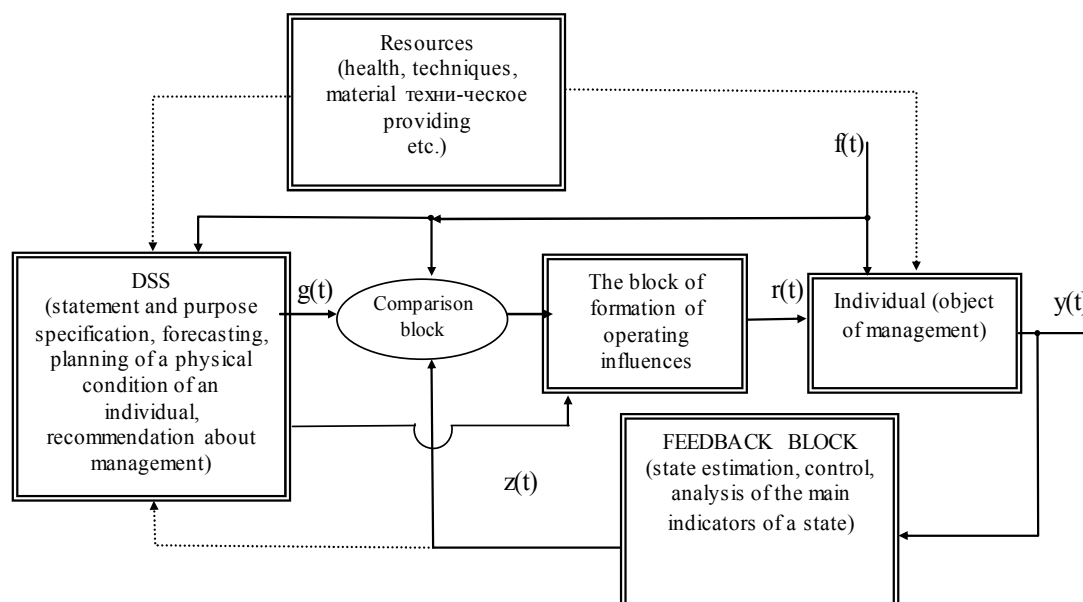 Resources
(health, techniques,
material техни-ческое
providing
etc.)
f(t)
DSS
(statement and purpose
specification, forecasting,
planning of a physical
condition of an
individual,
recommendation about
management)
g(t)
Comparison
block
The block of
formation of
operating
influences
r(t)
Individual (object
of management)
y(t)
z(t)
FEEDBACK BLOCK
(state estimation, control,
analysis of the main
indicators of a state)